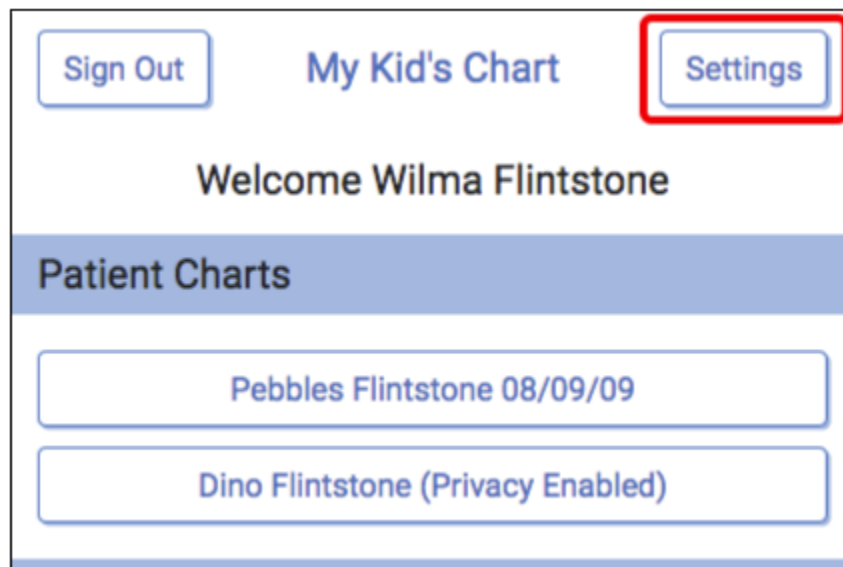 Sign Out My Kid's Chart Settings
Welcome Wilma Flintstone
Patient Charts
Pebbles Flintstone 08/09/09
Dino Flintstone (Privacy Enabled)